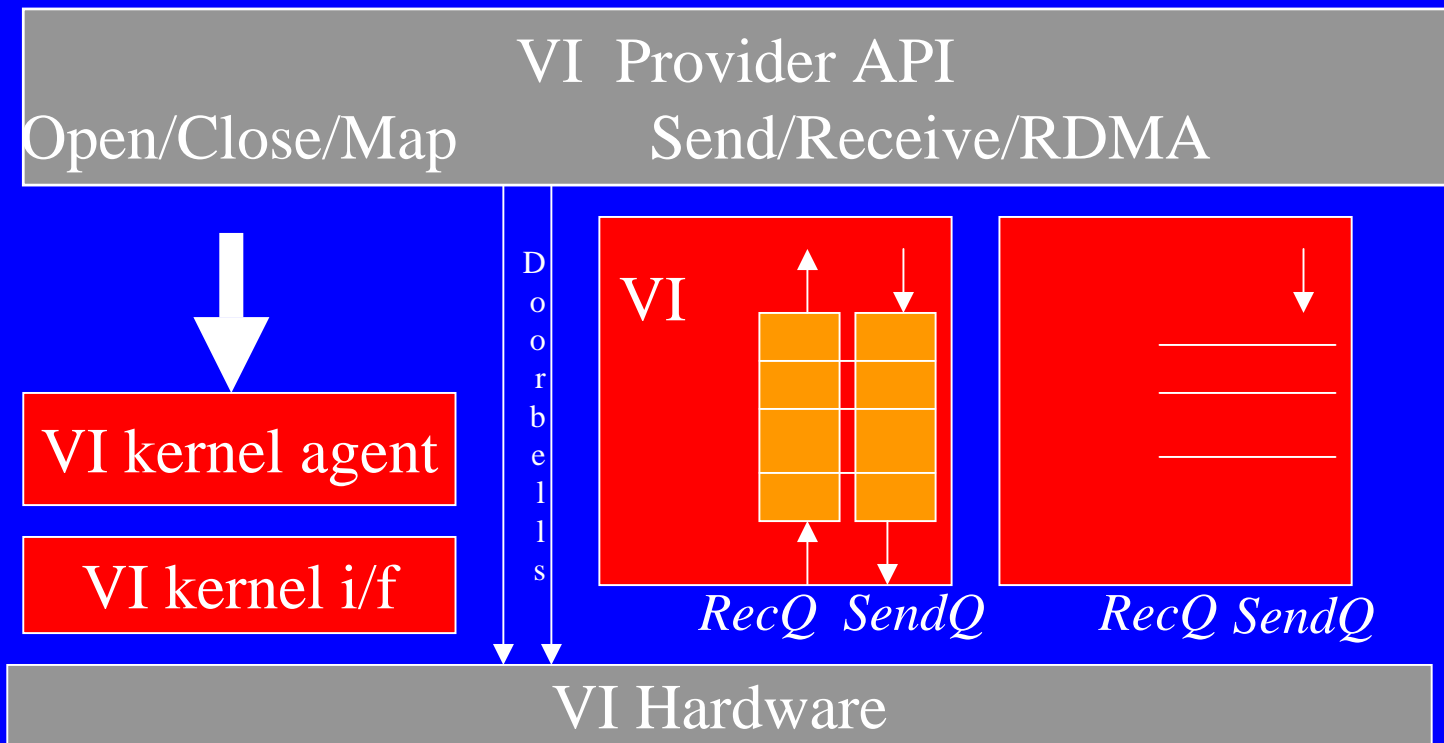 VI Provider API
Open/Close/Map
Send/Receive/RDMA
Doorbells
VI
VI kernel agent
VI kernel i/f
RecQ SendQ
RecQ SendQ
VI Hardware